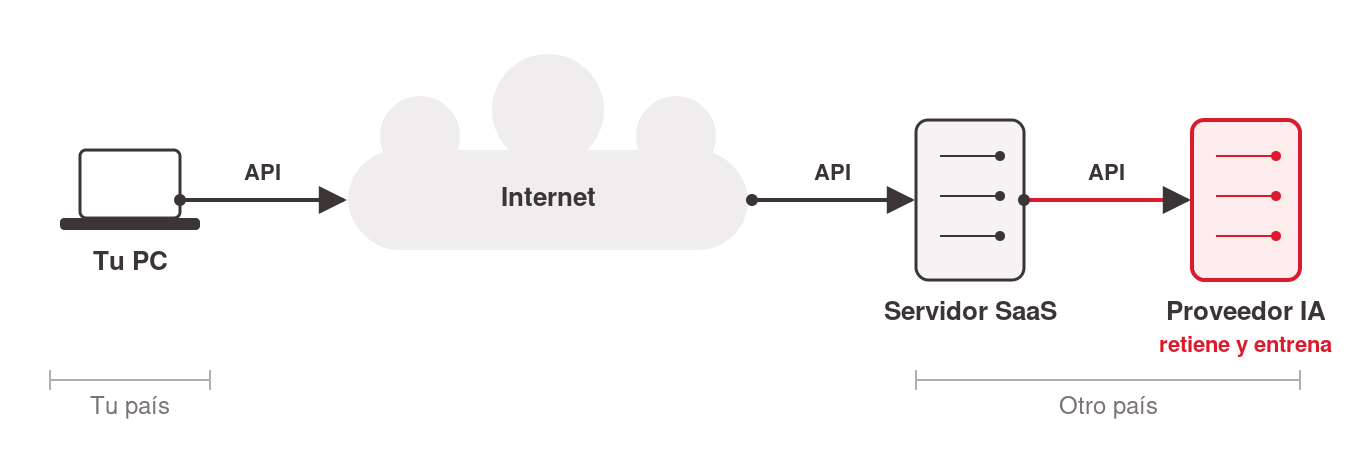 API
API
API
Internet
Tu PC
Servidor SaaS
Proveedor IA
retiene y entrena
Tu país
Otro país